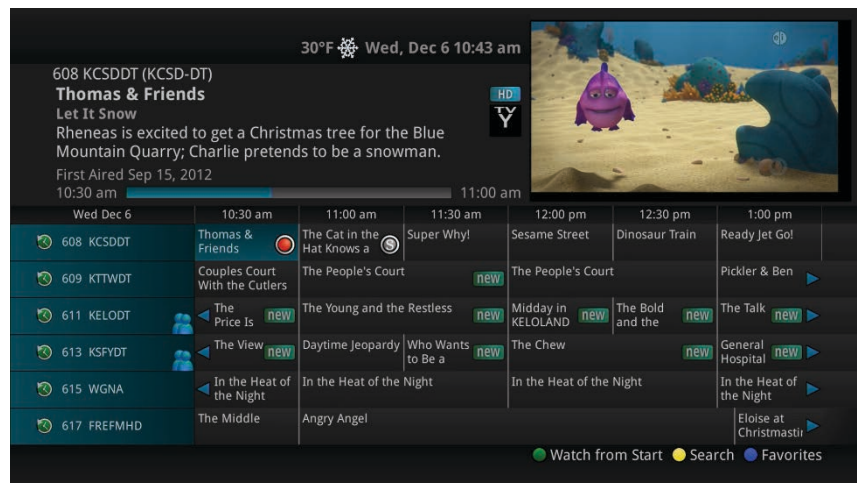 30°F Wed, Dec 6 10:43 am
608 KCSDDT (KCSD-
DT)
Thomas & Friends
Let It Snow
Rheneas is excited to get a Christmas tree for the Blue
Mountain Quarry; Charlie pretends to be a snowman.
First Aired Sep 15, 2012
10:30 am 11:00 am
HD
TV
Y
Wed Dec 6 10:30 am 11:00 am 11:30 am 12:00 pm 12:30 pm 1:00 pm
608 KCSDDT
Thomas &
Friends
The Cat in the
Hat Knows a
S
Super Why!
Sesame Street
Dinosaur Train
Ready Jet Go!
609 KTTWDT
Couples Court
With the Cutlers
The People's Court
new
The People's Court
Pickler & Ben
611 KELODT
The
Price Is
new
The Young and the Restless
new
Midday in
KELOLAND
new
The Bold
and the
new
The Talk
new
613 KSFYDT
The View
new
Daytime Jeopardy
Who Wants
to Be a
new
The Chew
new
General
Hospital
new
615 WGNA
In the Heat of
the Night
In the Heat of the Night
In the Heat of the Night
In the Heat of
the Night
617 FREFMHD
The Middle
Angry Angel
Eloise at
Christmastin
Watch from Start Search Favorites